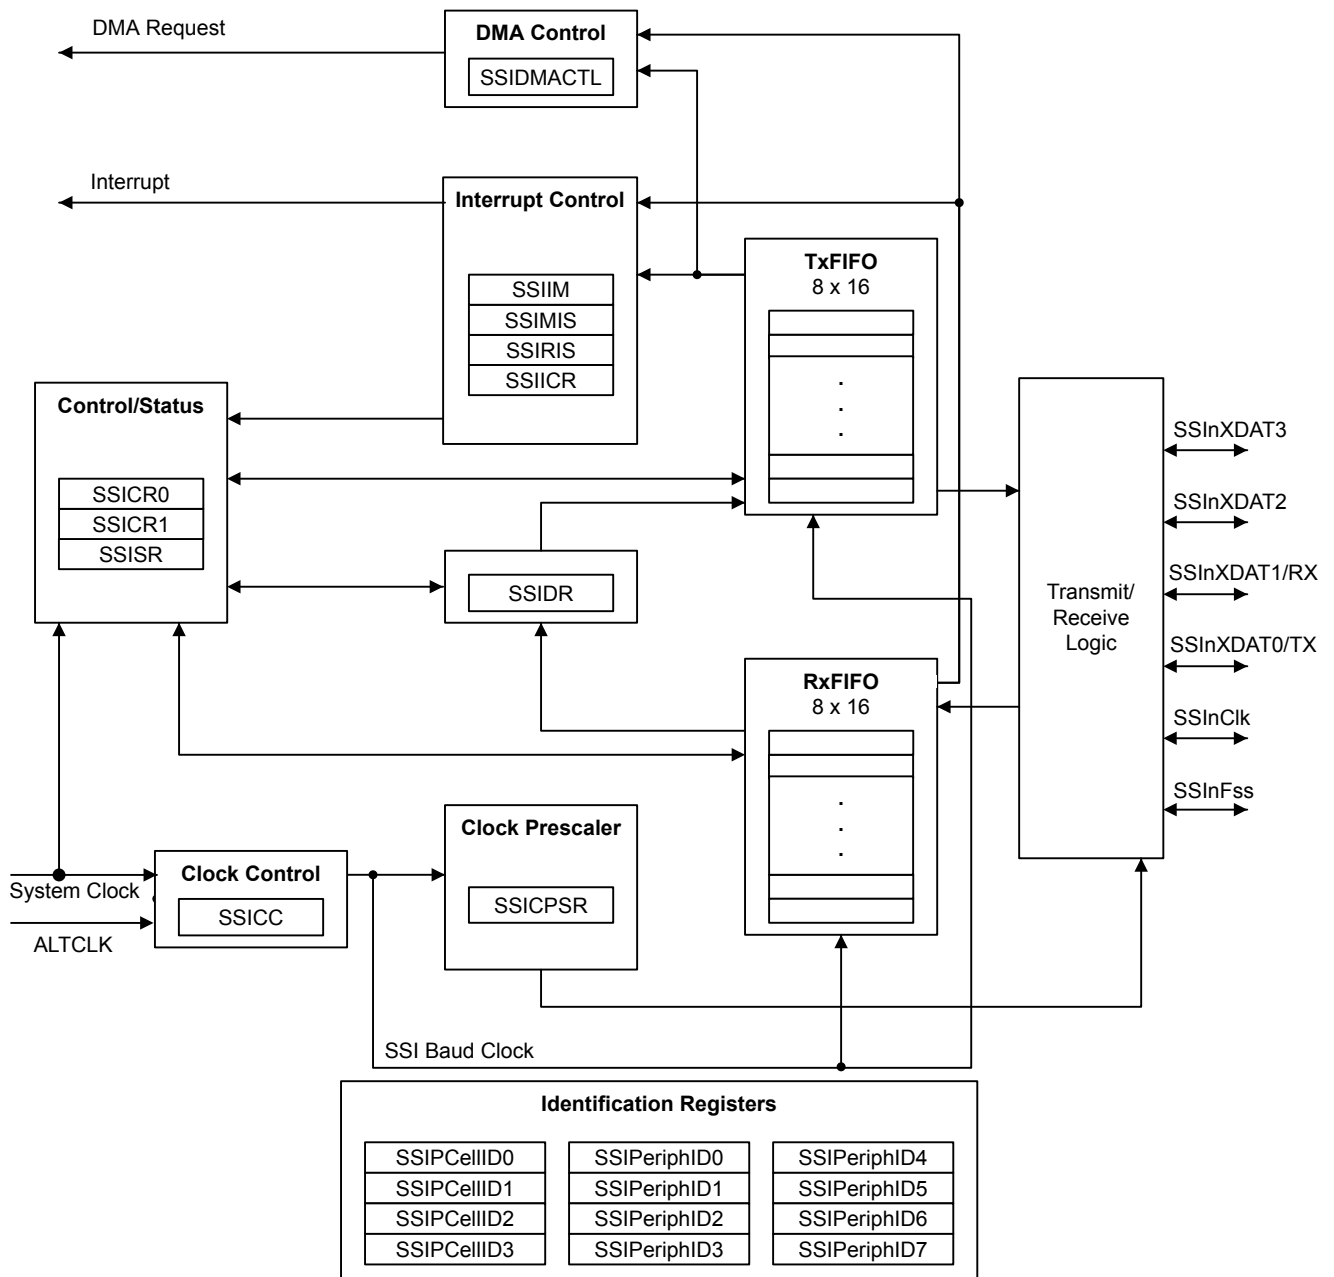 DMA Request
DMA Control
SSIDMACTL
Interrupt
Interrupt Control
SSIIM
SSIMIS
SSIRIS
SSIICR
TxFIFO
8 x 16
.
.
.
Control/Status
SSICR0
SSICR1
SSISR
SSIDR
Transmit/
Receive
Logic
SSInXDAT3
SSInXDAT2
SSInXDAT1/RX
SSInXDAT0/TX
SSInClk
SSInFss
RxFIFO
8 x 16
.
.
.
Clock Prescaler
SSICPSR
Clock Control
SSICC
System Clock
ALTCLK
SSI Baud Clock
Identification Registers
SSIPCellID0
SSIPCellID1
SSIPCellID2
SSIPCellID3
SSIPeriphID0
SSIPeriphID1
SSIPeriphID2
SSIPeriphID3
SSIPeriphID4
SSIPeriphID5
SSIPeriphID6
SSIPeriphID7